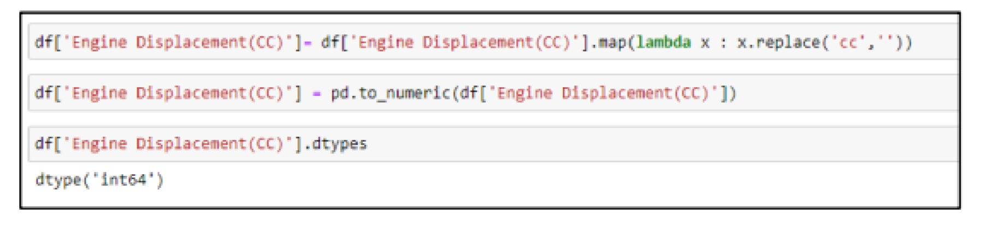 df['Engine Displacement(CC)']= df['Engine Displacement(CC)'].map(lambda x : x.replace('cc',''))
df['Engine Displacement(CC)'] = pd.to_numeric(df['Engine Displacement(CC)'])
df['Engine Displacement(CC)'].dtypes
dtype('int64')